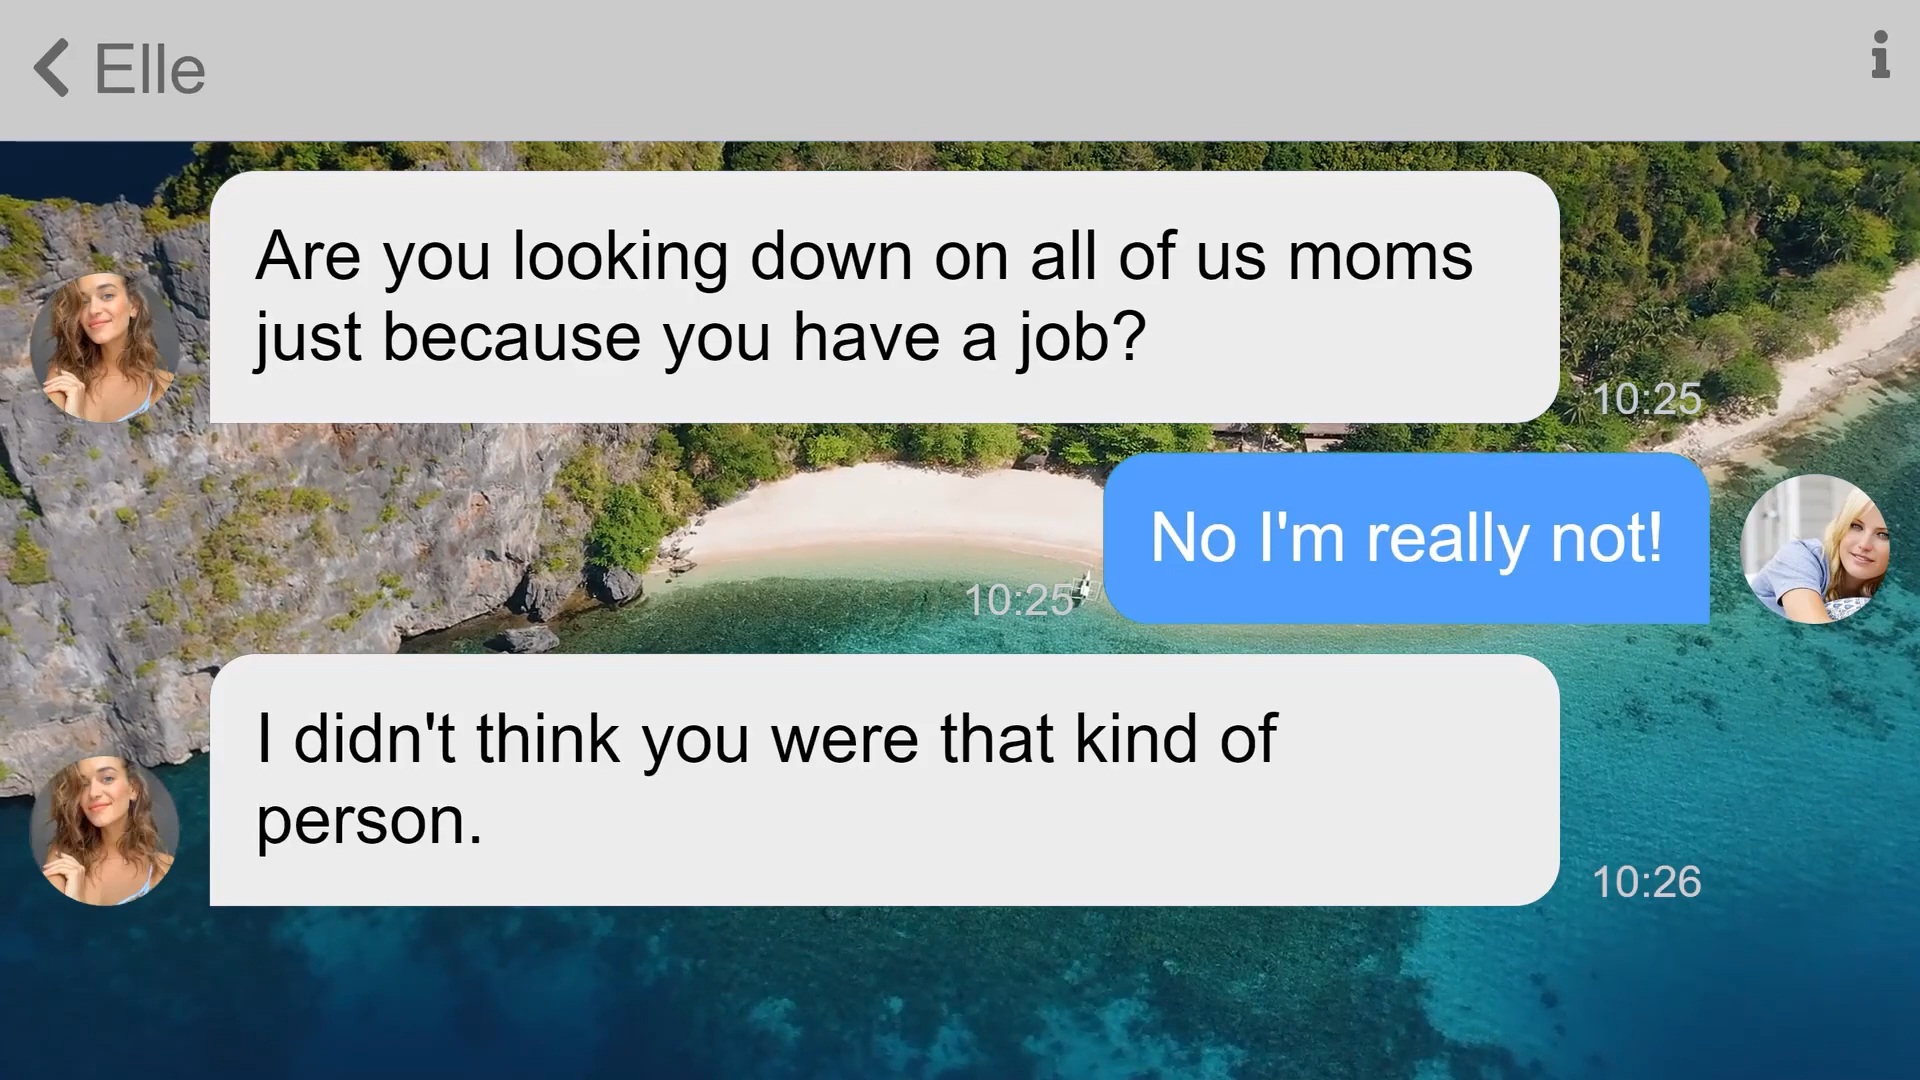 Elle
Are you looking down on all of us moms
just because you have a job?
10:25
No I'm really not!
10:25
I didn't think you were that kind of
person.
10:26